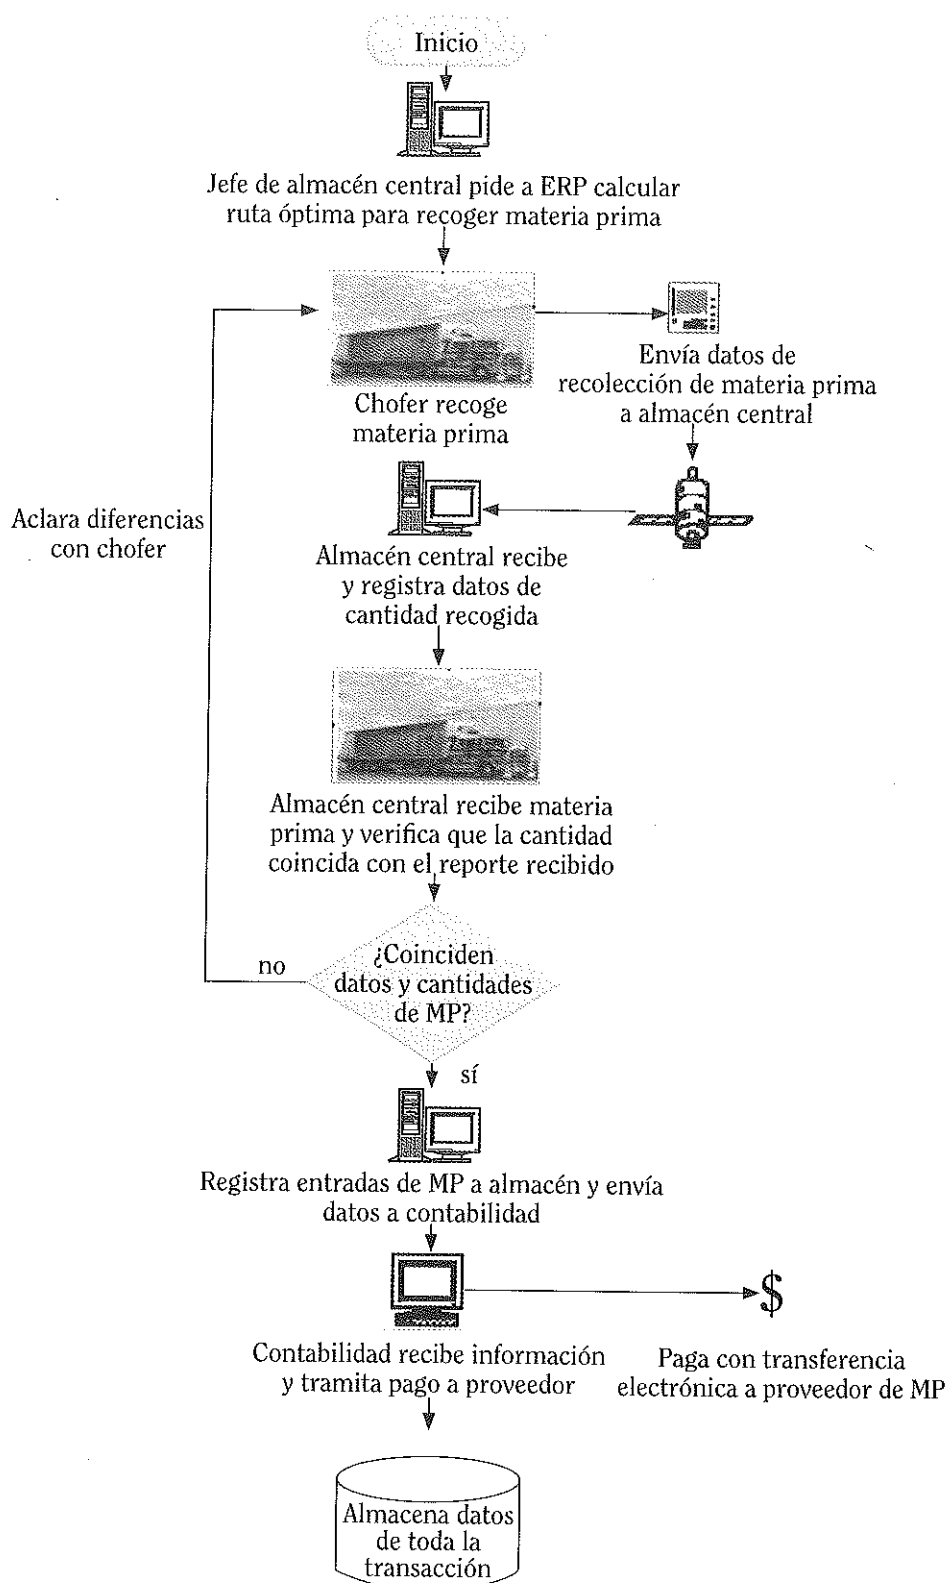 Inicio
Jefe de almacén central pide a ERP calcular
ruta óptima para recoger materia prima
Chofer recoge
materia prima
Envía datos de
recolección de materia prima
a almacén central
Aclara diferencias
con chofer
Almacén central recibe
y registra datos de
cantidad recogida
Almacén central recibe materia
prima y verifica que la cantidad
coincida con el reporte recibido
¿Coinciden
datos y cantidades
de MP?
no
sí
Registra entradas de MP a almacén y envía
datos a contabilidad
$
Contabilidad recibe información
y tramita pago a proveedor
Paga con transferencia
electrónica a proveedor de MP
Almacena datos
de toda la
transacción